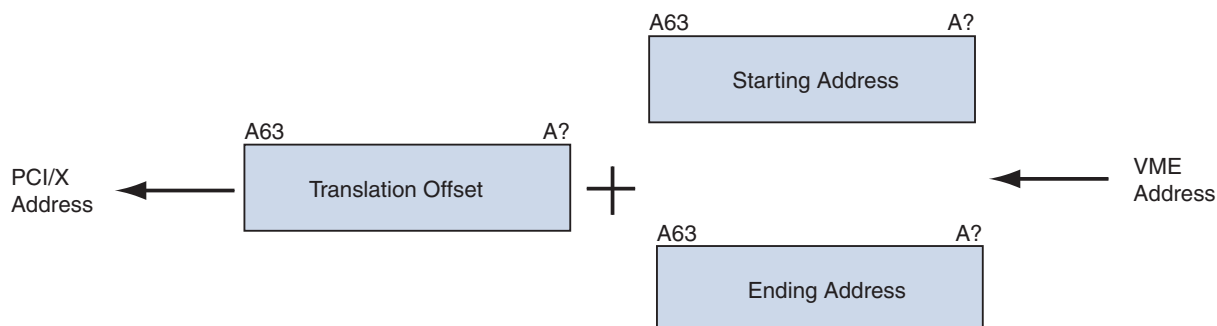 A63 A?
Starting Address
A63 A?
Translation Offset
PCI/X
Address
VME
Address
A63 A?
Ending Address